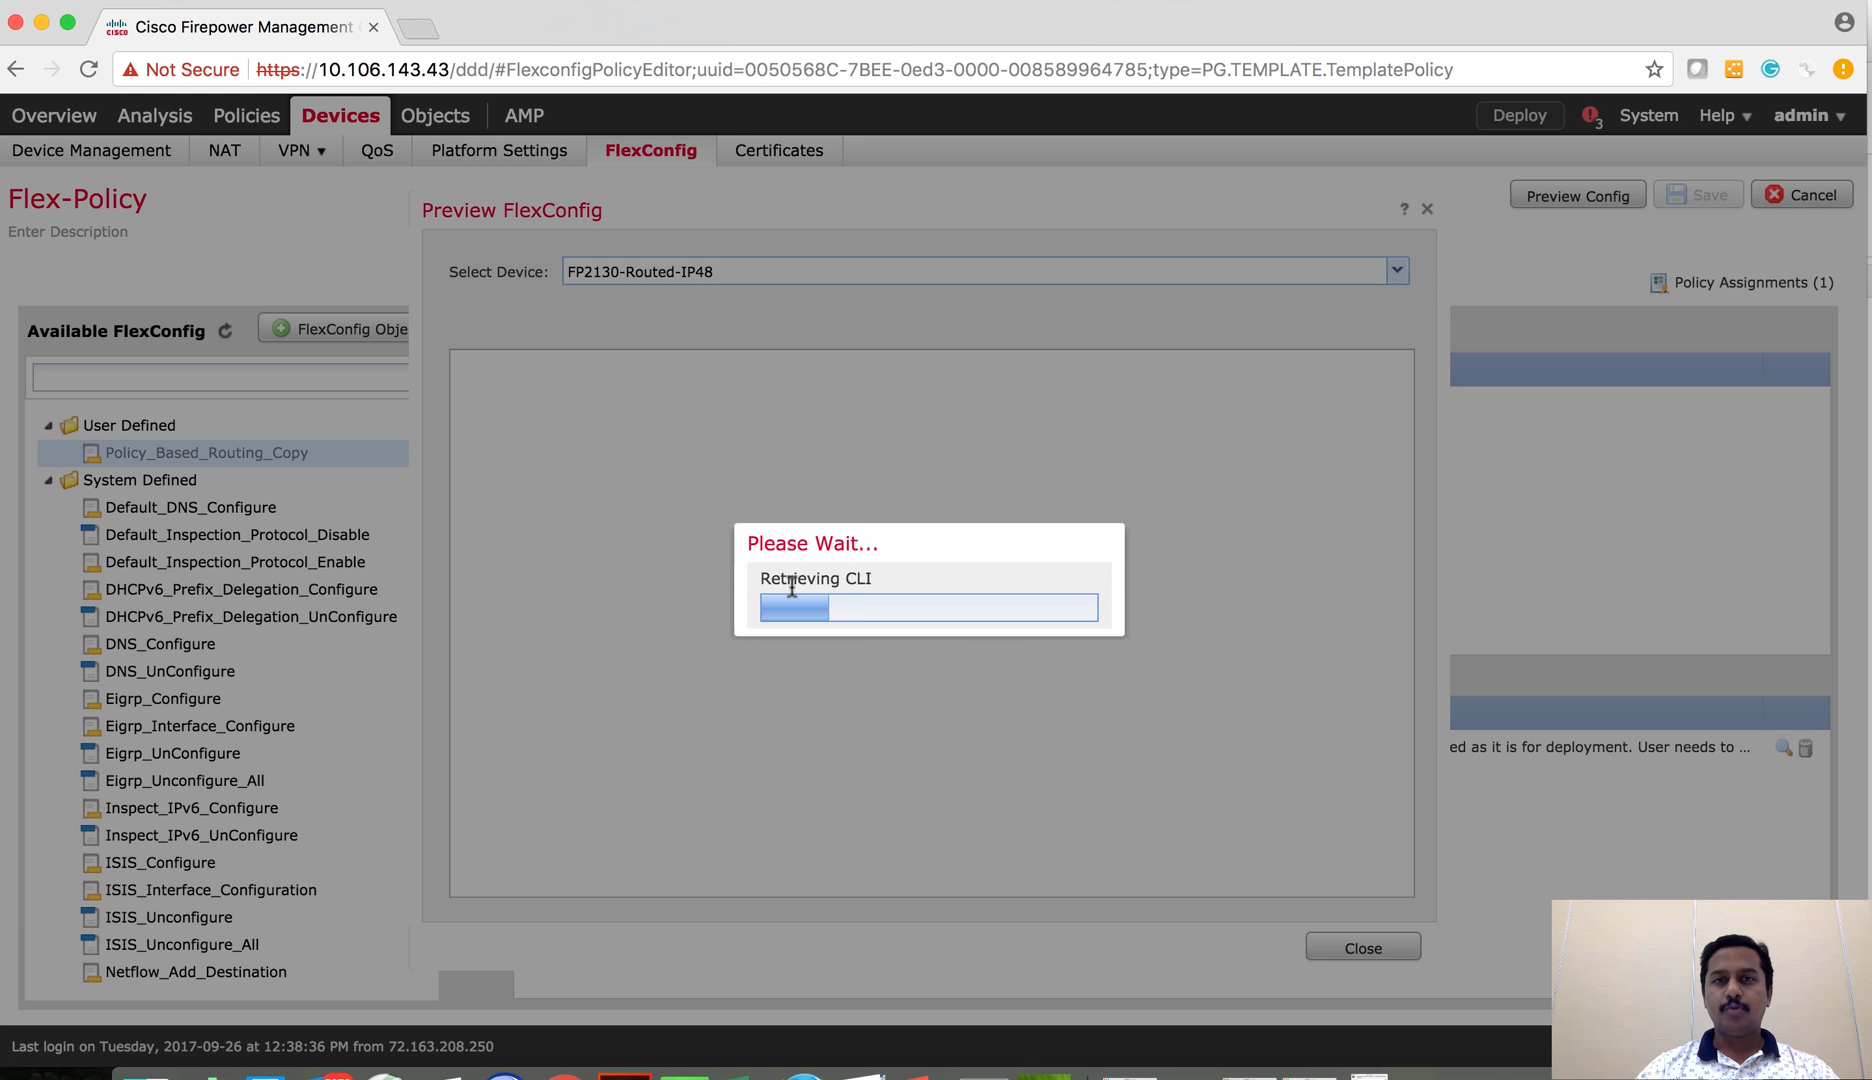 Cisco Firepower Management
Not Secure
https://10.106.143.43/ddd/#FlexconfigPolicyEditor;uuid=0050568C-7BEE-0ed3-0000-008589964785;type=PG.TEMPLATE.TemplatePolicy
Overview Analysis Policies Devices Objects AMP Deploy 3 System Help admin
Device Management NAT VPN QoS Platform Settings FlexConfig Certificates
Flex-Policy
Enter Description
Preview Config Save Cancel
Preview FlexConfig
?
Select Device: FP2130-Routed-IP48
Policy Assignments (1)
Available FlexConfig
FlexConfig Obje
User Defined
Policy_Based_Routing_Copy
System Defined
Default_DNS_Configure
Default_Inspection_Protocol_Disable
Default_Inspection_Protocol_Enable
DHCPv6_Prefix_Delegation_Configure
DHCPv6_Prefix_Delegation_UnConfigure
DNS_Configure
DNS_UnConfigure
Eigrp_Configure
Eigrp_Interface_Configure
Eigrp_UnConfigure
Eigrp_Unconfigure_All
Inspect_IPv6_Configure
Inspect_IPv6_UnConfigure
ISIS_Configure
ISIS_Interface_Configuration
ISIS_Unconfigure
ISIS_Unconfigure_All
Netflow_Add_Destination
Please Wait...
Retrieving CLI
ed as it is for deployment. User needs to ...
Close
Last login on Tuesday, 2017-09-26 at 12:38:36 PM from 72.163.208.250